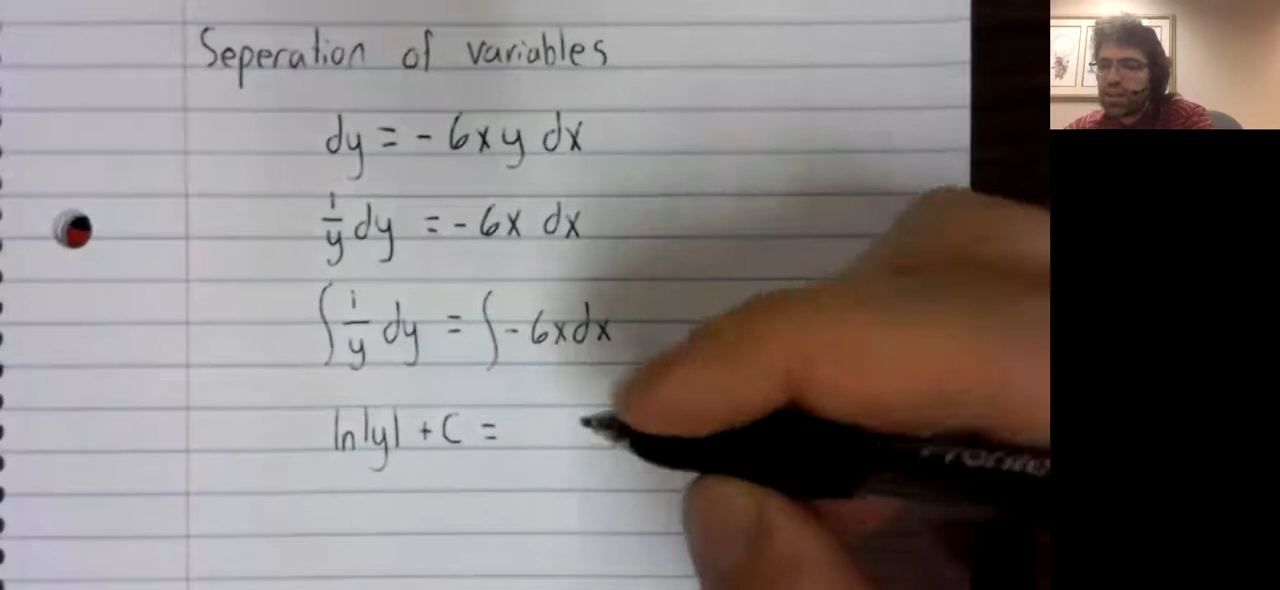 Seperation of variables
dy = - 6xy dx
1/y dy = - 6x dx
∫ 1/y dy = ∫ - 6x dx
ln|y| + C =